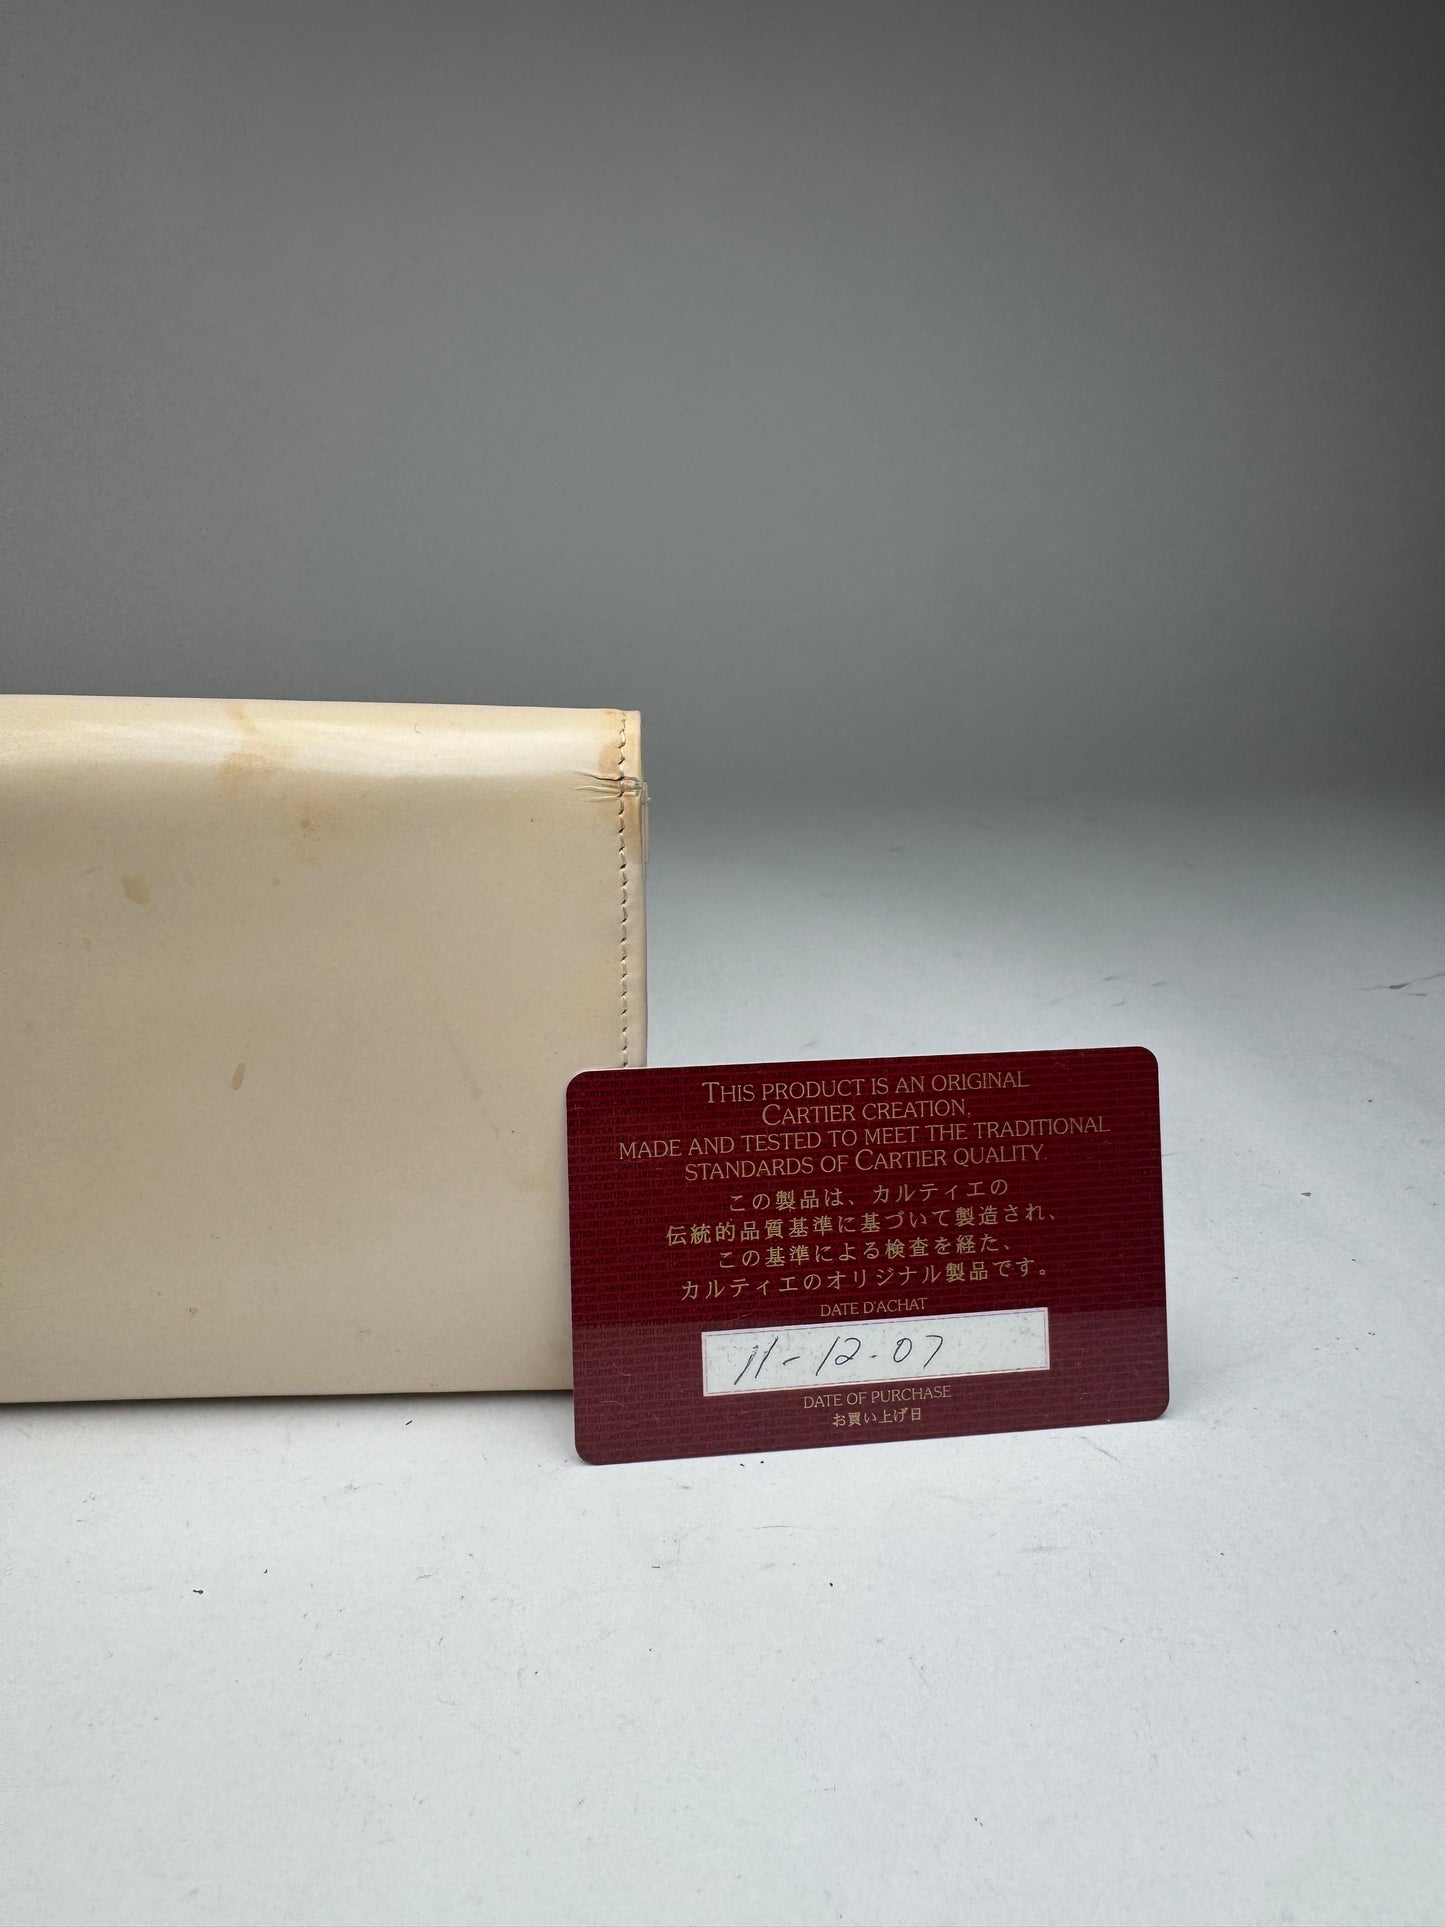 THIS PRODUCT IS AN ORIGINAL
CARTIER CREATION,
MADE AND TESTED TO MEET THE TRADITIONAL
STANDARDS OF CARTIER QUALITY.
この製品は、カルティエの
伝統的品質基準に基づいて製造され、
この基準による検査を経た、
カルティエのオリジナル製品です。
DATE D'ACHAT
11-12.07
DATE OF PURCHASE
お買い上げ日